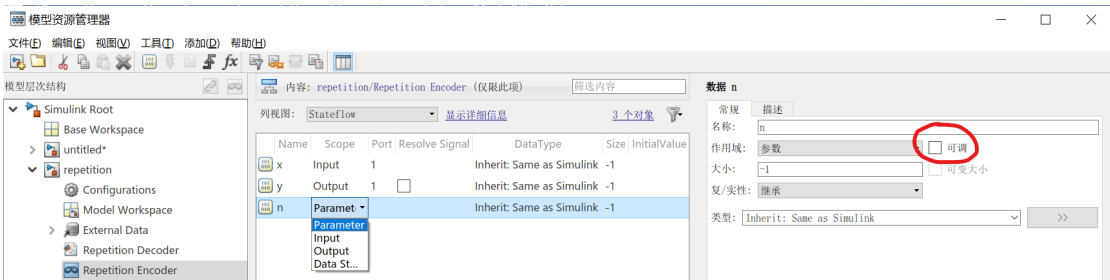 模型资源管理器
文件(F) 编辑(E) 视图(V) 工具(T) 添加(D) 帮助(H)
模型层次结构
Simulink Root
Base Workspace
untitled*
repetition
Configurations
Model Workspace
External Data
Repetition Decoder
Repetition Encoder
内容: repetition/Repetition Encoder (仅限此项)
筛选内容
列视图: Stateflow 显示详细信息 3 个对象
Name Scope Port Resolve Signal DataType Size InitialValue
x Input 1 Inherit: Same as Simulink -1
y Output 1 Inherit: Same as Simulink -1
n Paramet Inherit: Same as Simulink -1
Parameter
Input
Output
Data St...
数据 n
常规 描述
名称: n
作用域: 参数 可调
大小: -1 可变大小
复/实性: 继承
类型: Inherit: Same as Simulink >>